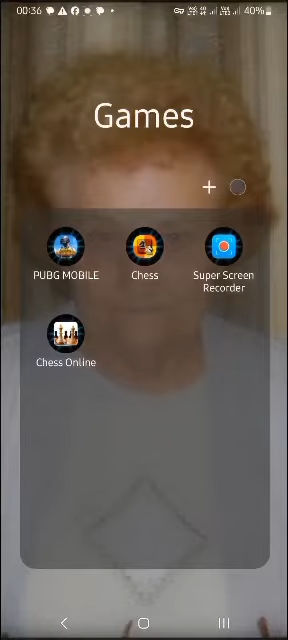 00:36 40%
Games
PUBG MOBILE Chess Super Screen
Recorder
Chess Online